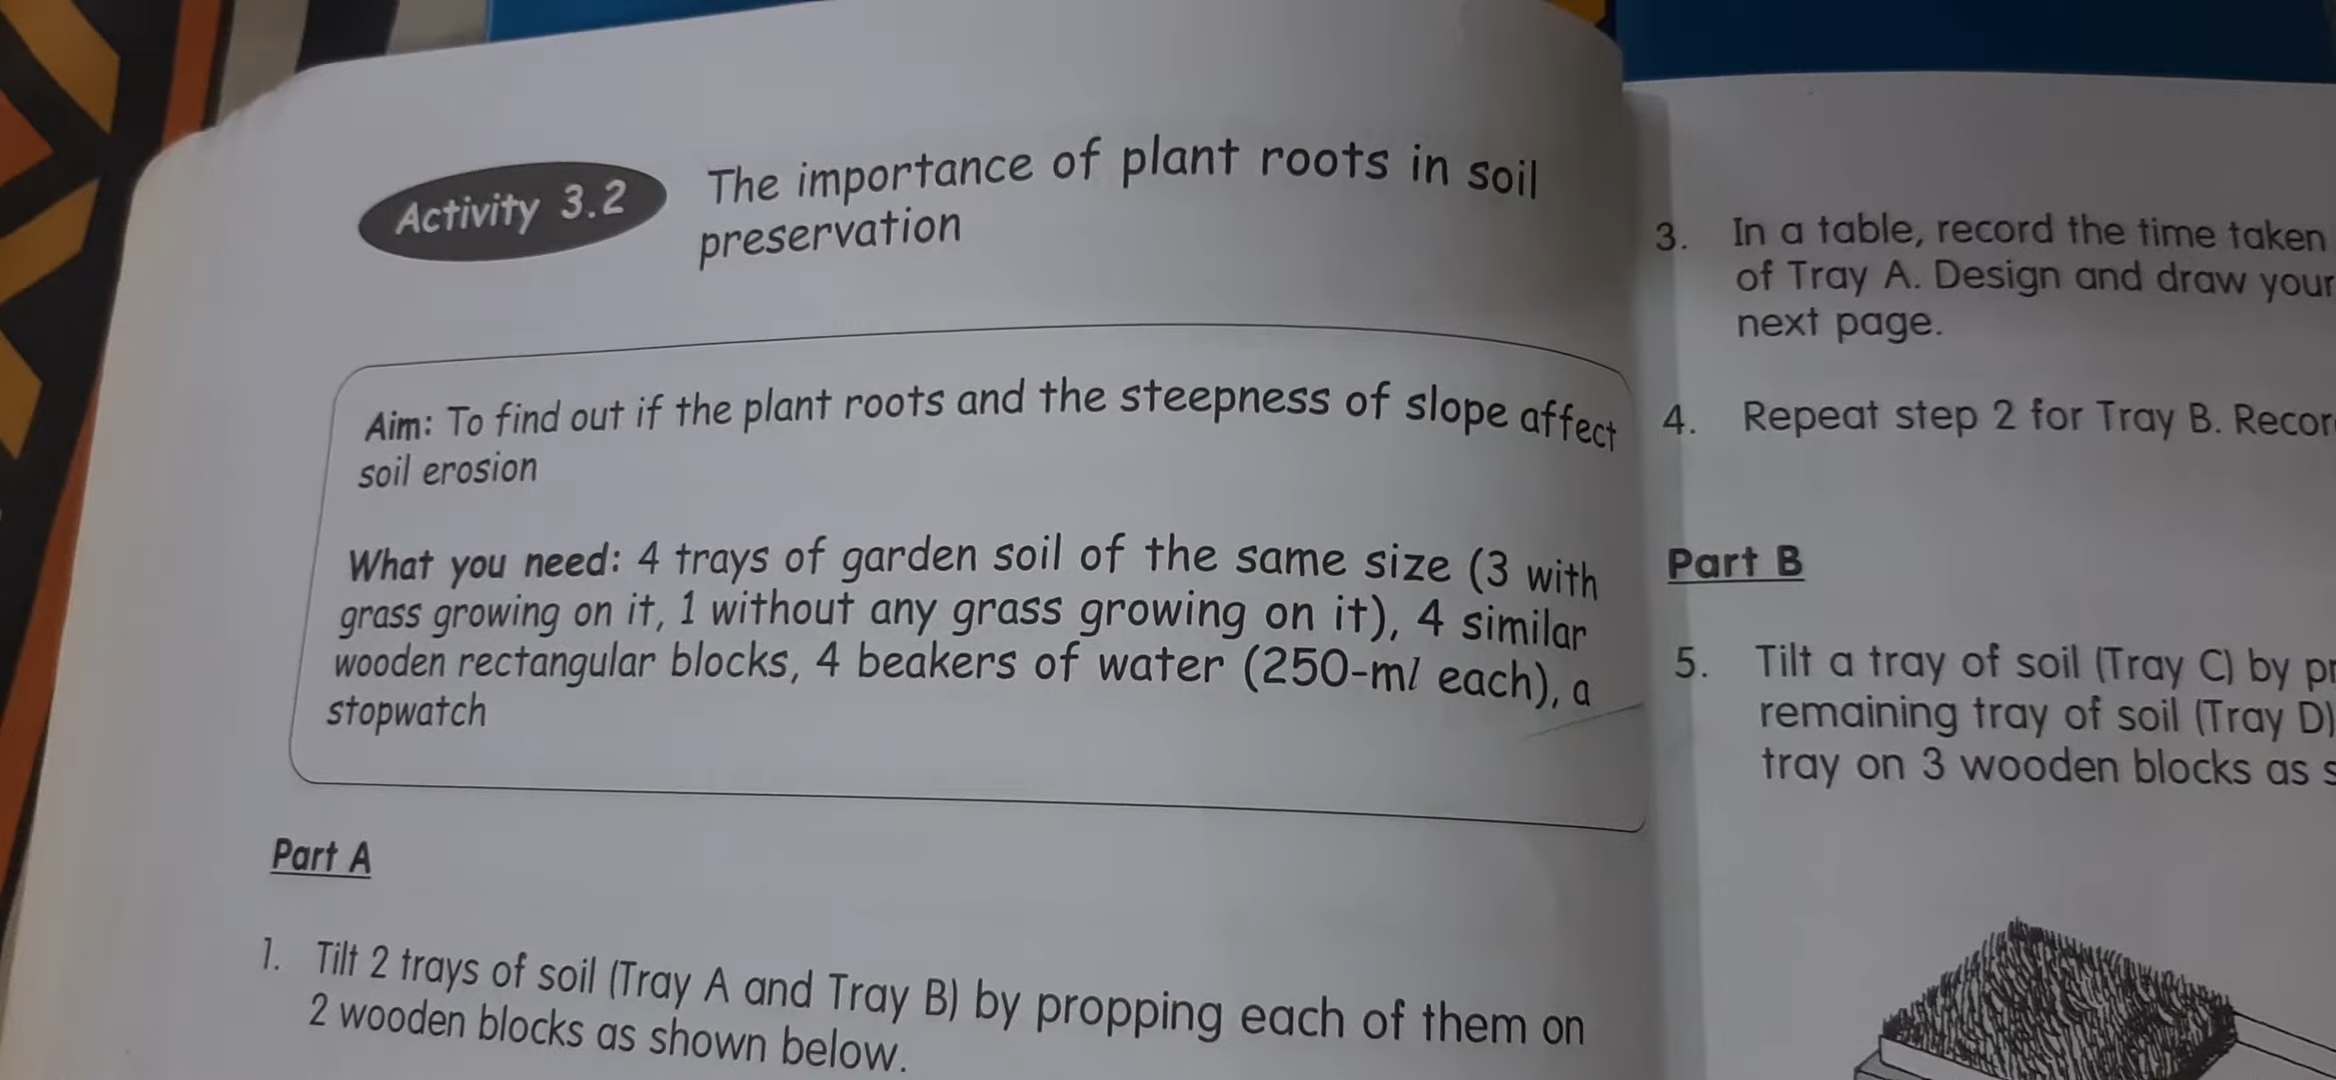 Activity 3.2
The importance of plant roots in soil
preservation
Aim: To find out if the plant roots and the steepness of slope affect
soil erosion
What you need: 4 trays of garden soil of the same size (3 with
grass growing on it, 1 without any grass growing on it), 4 similar
wooden rectangular blocks, 4 beakers of water (250-ml each), a
stopwatch
Part A
1. Tilt 2 trays of soil (Tray A and Tray B) by propping each of them on
2 wooden blocks as shown below.
3. In a table, record the time taken
of Tray A. Design and draw your
next page.
4. Repeat step 2 for Tray B.
Part B
5. Tilt a tray of soil (Tray C) by
remaining tray of soil (Tray D)
tray on 3 wooden blocks as